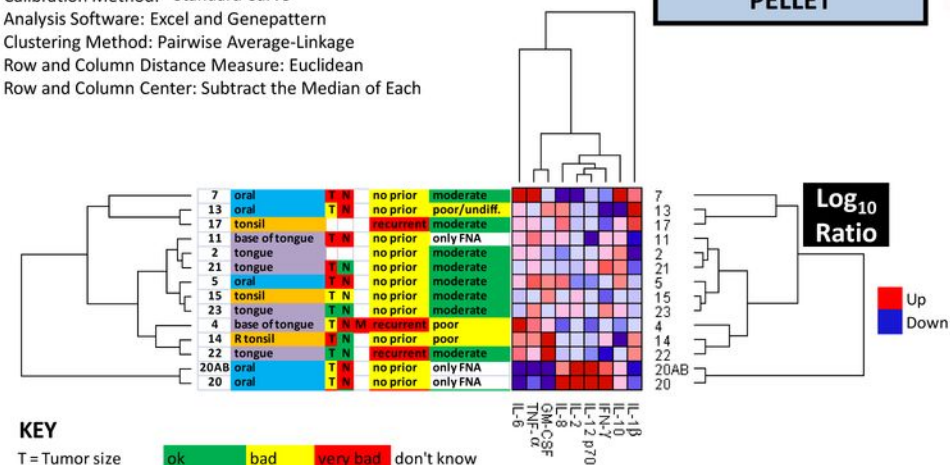 Analysis Software: Excel and Genepattern
Clustering Method: Pairwise Average-Linkage
Row and Column Distance Measure: Euclidean
Row and Column Center: Subtract the Median of Each
PELLET
7 oral T N no prior moderate 7
13 oral T N no prior poor/undiff. 13
17 tonsil recurrent moderate 17
11 base of tongue T N no prior only FNA 11
2 tongue no prior moderate 2
21 tongue T N no prior moderate 21
5 oral T N no prior moderate 5
15 tonsil T N no prior moderate 15
23 tongue T N no prior moderate 23
4 base of tongue T N M recurrent poor 4
14 R tonsil T N no prior poor 14
22 tongue T N recurrent moderate 22
20AB oral T N no prior only FNA 20AB
20 oral T N no prior only FNA 20
Log10
Ratio
Up
Down
IL-6
TNF-α
GM-CSF
IL-8
IL-2
IL-12 p70
IFN-γ
IL-10
IL-1β
KEY
T = Tumor size ok bad very bad don't know